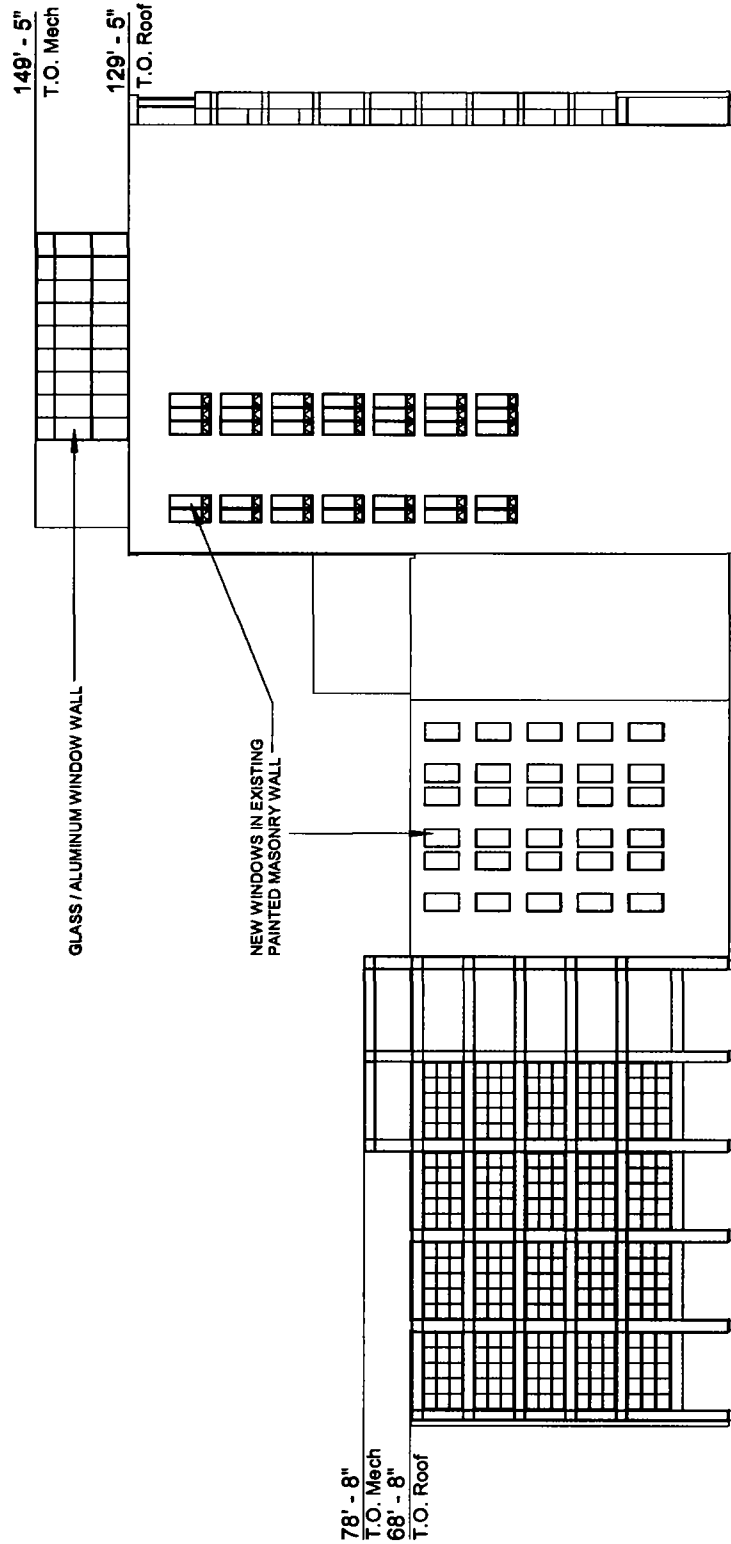 149' - 5"
T.O. Mech
129' - 5"
T.O. Roof
GLASS / ALUMINUM WINDOW WALL
NEW WINDOWS IN EXISTING
PAINTED MASONRY WALL
78' - 8"
T.O. Mech
68' - 8"
T.O. Roof